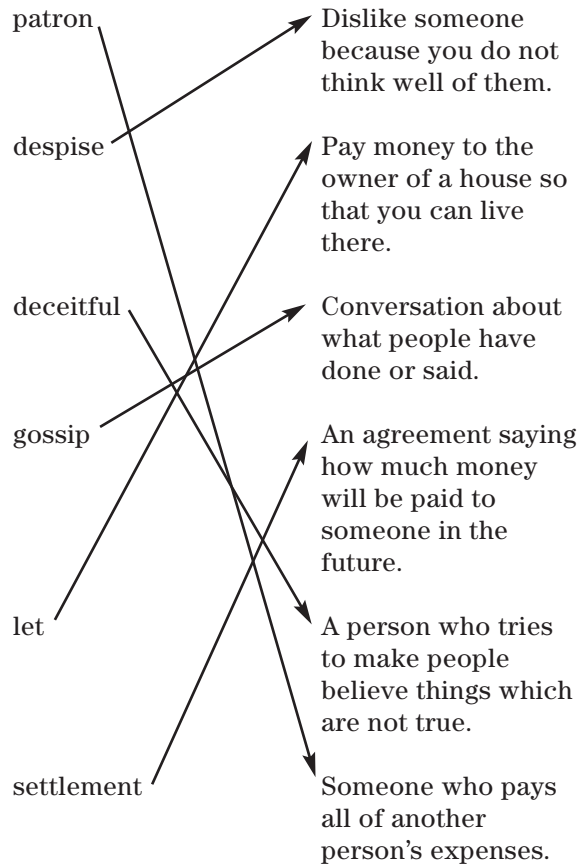 patron
Dislike someone
because you do not
think well of them.
despise
Pay money to the
owner of a house so
that you can live
there.
deceitful
Conversation about
what people have
done or said.
gossip
An agreement saying
how much money
will be paid to
someone in the
future.
let
A person who tries
to make people
believe things which
are not true.
settlement
Someone who pays
all of another
person's expenses.